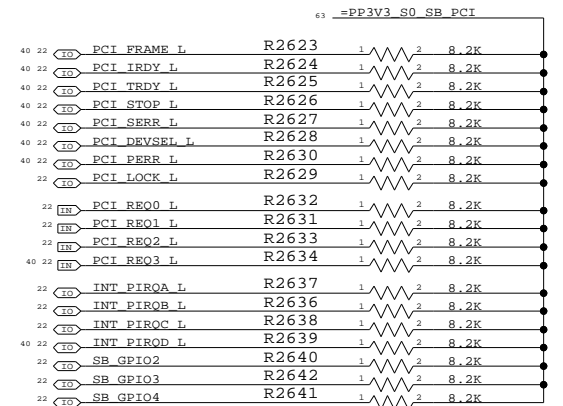 63 =PP3V3_S0_SB_PCI
40 22 IO PCI_FRAME_L R2623 1 2 8.2K
40 22 IO PCI_IRDY_L R2624 1 2 8.2K
40 22 IO PCI_TRDY_L R2625 1 2 8.2K
40 22 IO PCI_STOP_L R2626 1 2 8.2K
40 22 IO PCI_SERR_L R2627 1 2 8.2K
40 22 IO PCI_DEVSEL_L R2628 1 2 8.2K
40 22 IO PCI_PERR_L R2630 1 2 8.2K
22 IO PCI_LOCK_L R2629 1 2 8.2K
22 IN PCI_REQ0_L R2632 1 2 8.2K
22 IN PCI_REQ1_L R2631 1 2 8.2K
22 IN PCI_REQ2_L R2633 1 2 8.2K
40 22 IN PCI_REQ3_L R2634 1 2 8.2K
22 IO INT_PIRQA_L R2637 1 2 8.2K
22 IO INT_PIRQB_L R2636 1 2 8.2K
22 IO INT_PIRQC_L R2638 1 2 8.2K
40 22 IO INT_PIRQD_L R2639 1 2 8.2K
22 IO SB_GPIO2 R2640 1 2 8.2K
22 IO SB_GPIO3 R2642 1 2 8.2K
22 IO SB_GPIO4 R2641 1 2 8.2K